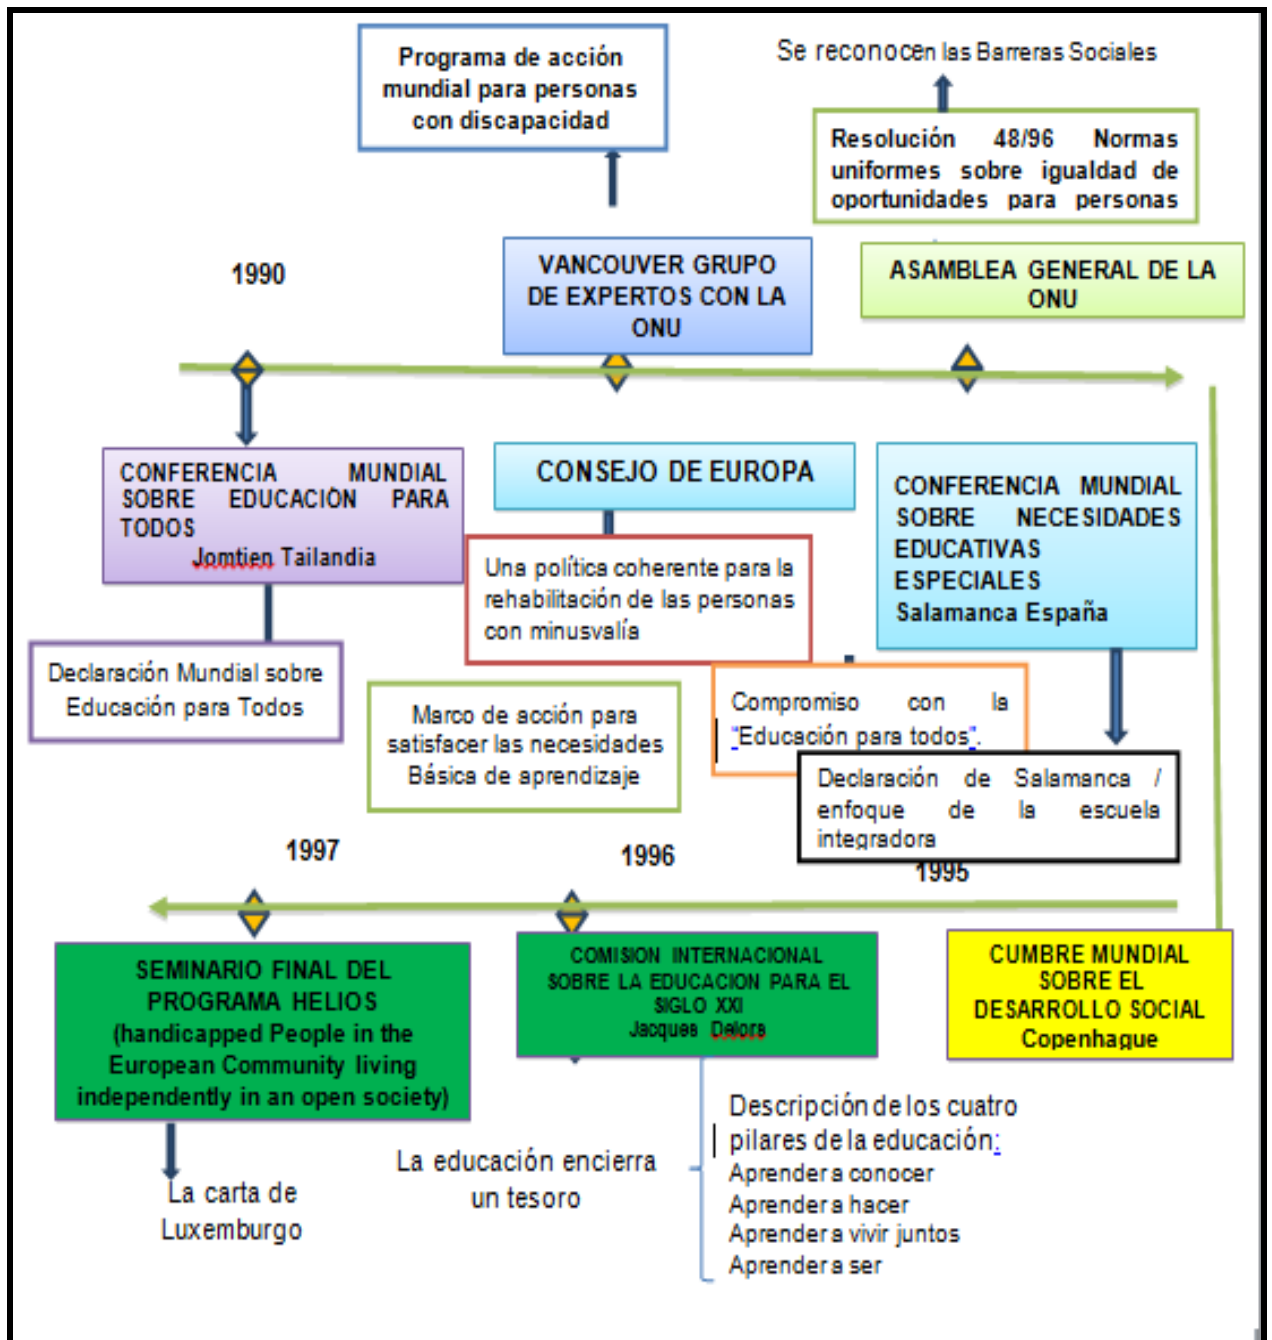 Programa de acción
mundial para personas
con discapacidad
Se reconocen las Barreras Sociales
Resolución 48/96 Normas
uniformes sobre igualdad de
oportunidades para personas
1990
VANCOUVER GRUPO
DE EXPERTOS CON LA
ONU
ASAMBLEA GENERAL DE LA
ONU
CONFERENCIA MUNDIAL
SOBRE EDUCACIÓN PARA
TODOS
Jomtien Tailandia
CONSEJO DE EUROPA
CONFERENCIA MUNDIAL
SOBRE NECESIDADES
EDUCATIVAS
ESPECIALES
Salamanca España
Una política coherente para la
rehabilitación de las personas
con minusvalía
Declaración Mundial sobre
Educación para Todos
Marco de acción para
satisfacer las necesidades
Básica de aprendizaje
Compromiso con la
"Educación para todos".
Declaración de Salamanca /
enfoque de la escuela
integradora
1997
1996
1995
SEMINARIO FINAL DEL
PROGRAMA HELIOS
(handicapped People in the
European Community living
independently in an open society)
COMISION INTERNACIONAL
SOBRE LA EDUCACION PARA EL
SIGLO XXI
Jacques Delors
CUMBRE MUNDIAL
SOBRE EL
DESARROLLO SOCIAL
Copenhague
La carta de
Luxemburgo
La educación encierra
un tesoro
Descripción de los cuatro
pilares de la educación:
Aprender a conocer
Aprender a hacer
Aprender a vivir juntos
Aprender a ser